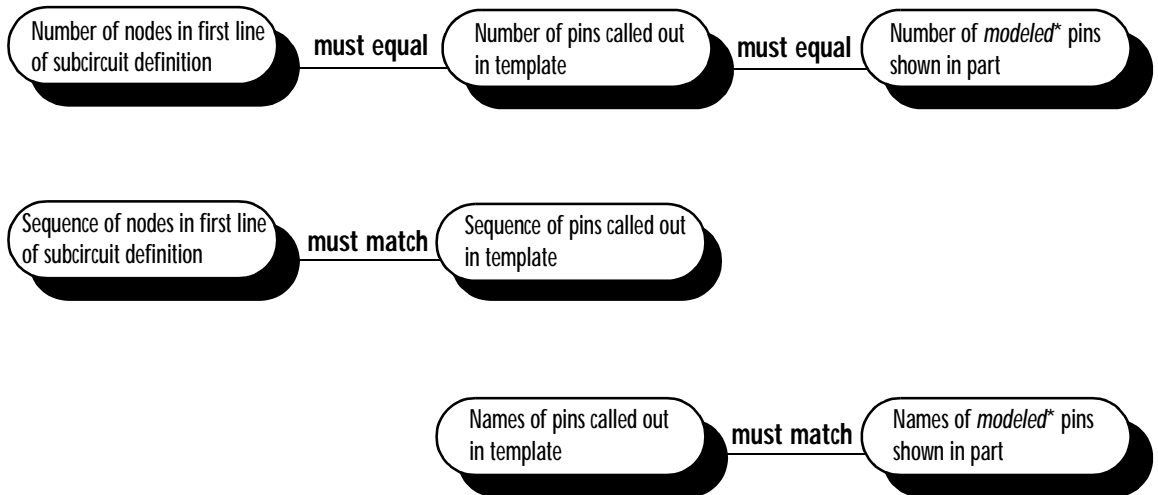 Number of nodes in first line
of subcircuit definition
must equal
Number of pins called out
in template
must equal
Number of modeled* pins
shown in part
Sequence of nodes in first line
of subcircuit definition
must match
Sequence of pins called out
in template
Names of pins called out
in template
must match
Names of modeled* pins
shown in part